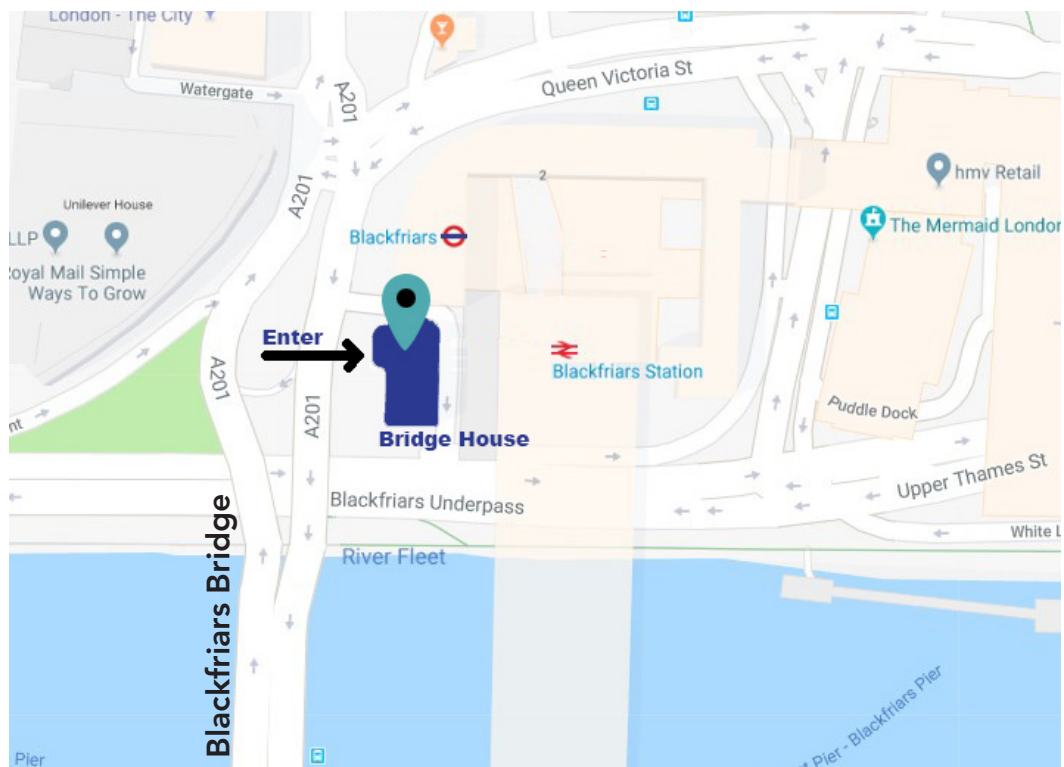 London - The City
A201
Watergate
Queen Victoria St
A201
2
hmv Retail
Unilever House
LLP
Blackfriars
The Mermaid London
Royal Mail Simple
Ways To Grow
Enter
A201
Blackfriars Station
A201
Puddle Dock
nt
Bridge House
Upper Thames St
Blackfriars Underpass
White L
Blackfriars Bridge
River Fleet
t Pier - Blackfriars Pier
Pier